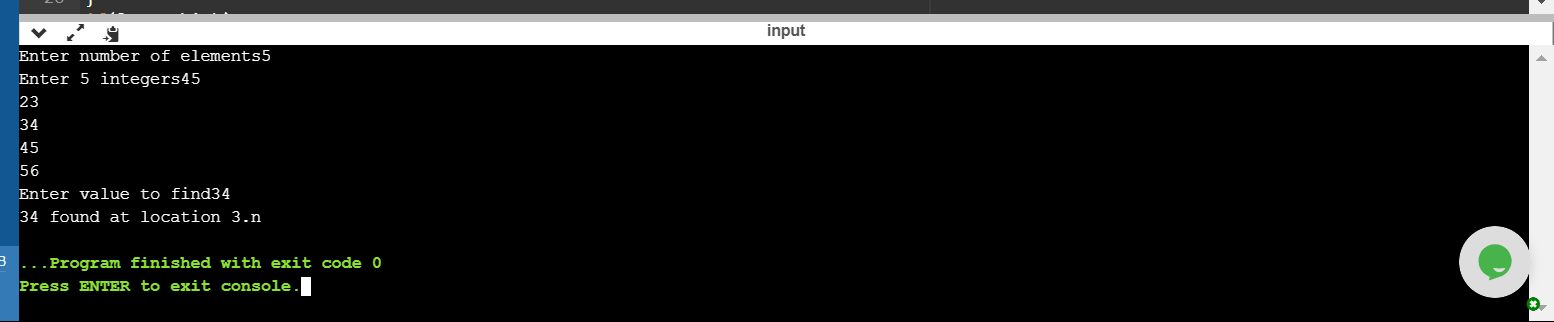 input
Enter number of elements5
Enter 5 integers45
23
34
45
56
Enter value to find34
34 found at location 3.n
...Program finished with exit code 0
Press ENTER to exit console.